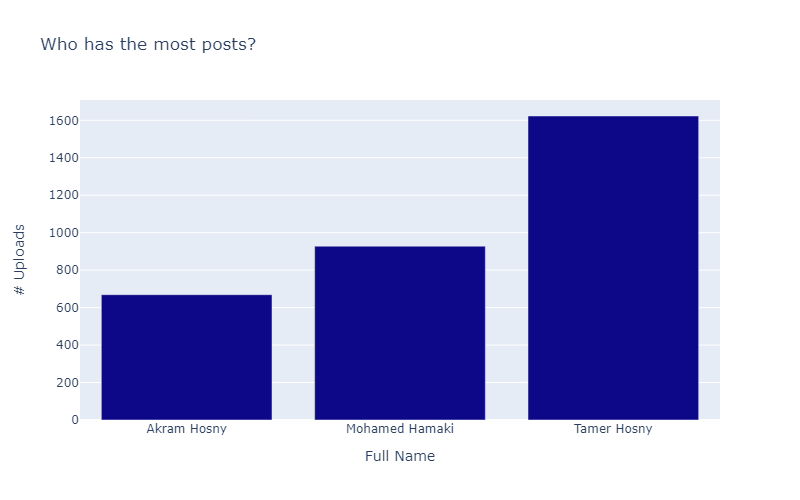 Who has the most posts?
1600
1400
1200
1000
800
600
400
200
0
# Uploads
Akram Hosny Mohamed Hamaki Tamer Hosny
Full Name